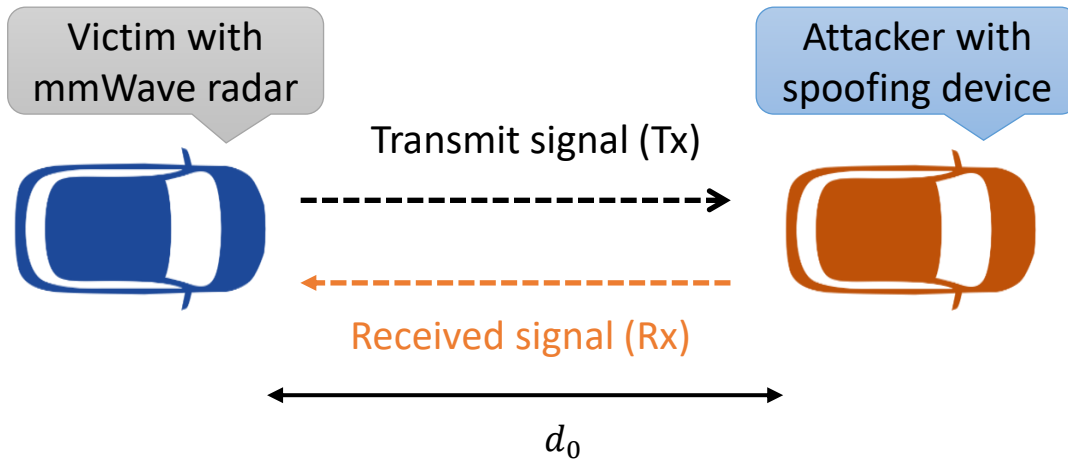 Victim with
mmWave radar
Attacker with
spoofing device
Transmit signal (Tx)
Received signal (Rx)
d₀